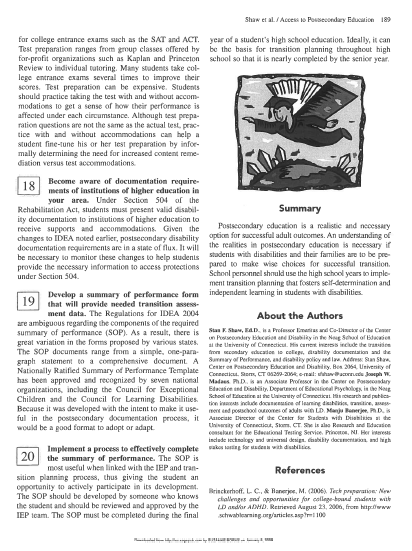 Shaw et al. / Access to Postsecondary Education 189
for college entrance exams such as the SAT and ACT.
Test preparation ranges from group classes offered by
for-profit organizations such as Kaplan and Princeton
Review to individual tutoring. Many students take col-
lege entrance exams several times to improve their
scores. Test preparation can be expensive. Students
should practice taking the test with and without accom-
modations to get a sense of how their performance is
affected under each circumstance. Although test prepa-
ration questions are not the same as the actual test, prac-
tice with and without accommodations can help a
student fine-tune his or her test preparation by infor-
mally determining the need for increased content reme-
diation versus test accommodations.
18 Become aware of documentation require-
ments of institutions of higher education in
your area. Under Section 504 of the
Rehabilitation Act, students must present valid disabil-
ity documentation to institutions of higher education to
receive supports and accommodations. Given the
changes to IDEA noted earlier, postsecondary disability
documentation requirements are in a state of flux. It will
be necessary to monitor these changes to help students
provide the necessary information to access protections
under Section 504.
19 Develop a summary of performance form
that will provide needed transition assess-
ment data. The Regulations for IDEA 2004
are ambiguous regarding the components of the required
summary of performance (SOP). As a result, there is
great variation in the forms proposed by various states.
The SOP documents range from a simple, one-para-
graph statement to a comprehensive document. A
Nationally Ratified Summary of Performance Template
has been developed and recognized by seven national
organizations, including the Council for Exceptional
Children and the Council for Learning Disabilities.
Because it was developed with the intent to make it use-
ful in the postsecondary documentation process, it
would be a good format to adopt or adapt.
20 Implement a process to effectively complete
the summary of performance. The SOP is
most useful when linked with the IEP and tran-
sition planning process, thus giving the student an
opportunity to actively participate in its development.
The SOP should be developed by someone who knows
the student and should be reviewed and approved by the
IEP team. The SOP must be completed during the final
year of a student's high school education. Ideally, it can
be the basis for transition planning throughout high
school so that it is nearly completed by the senior year.
Summary
Postsecondary education is a realistic and necessary
option for successful adult outcomes. An understanding of
the realities in postsecondary education is necessary if
students with disabilities and their families are to be pre-
pared to make wise choices for successful transition.
School personnel should use the high school years to imple-
ment transition planning that fosters self-determination and
independent learning in students with disabilities.
About the Authors
Stan F. Shaw, Ed.D., is a Professor Emeritus and Co-Director of the Center
on Postsecondary Education and Disability in the Neag School of Education
at the University of Connecticut. His current interests include the transition
from secondary education to college, disability documentation and the
Summary of Performance, and disability policy and law. Address: Stan Shaw,
Center on Postsecondary Education and Disability, Box 2064, University of
Connecticut, Storrs, CT 06269-2064; e-mail: sfshaw@uconn.edu. Joseph W.
Madaus, Ph.D., is an Associate Professor in the Center on Postsecondary
Education and Disability, Department of Educational Psychology, in the Neag
School of Education at the University of Connecticut. His research and publica-
tion interests include documentation of learning disabilities, transition, assess-
ment and postschool outcomes of adults with LD. Manju Banerjee, Ph.D., is
Associate Director of the Center for Students with Disabilities at the
University of Connecticut, Storrs, CT. She is also Research and Education
consultant for the Educational Testing Service, Princeton, NJ. Her interests
include technology and universal design, disability documentation, and high
stakes testing for students with disabilities.
References
Brinckerhoff, L. C., & Banerjee, M. (2006). Tech preparation: New
challenges and opportunities for college-bound students with
LD and/or ADHD. Retrieved August 23, 2006, from http://www
.schwablearning.org/articles.asp?r=1100